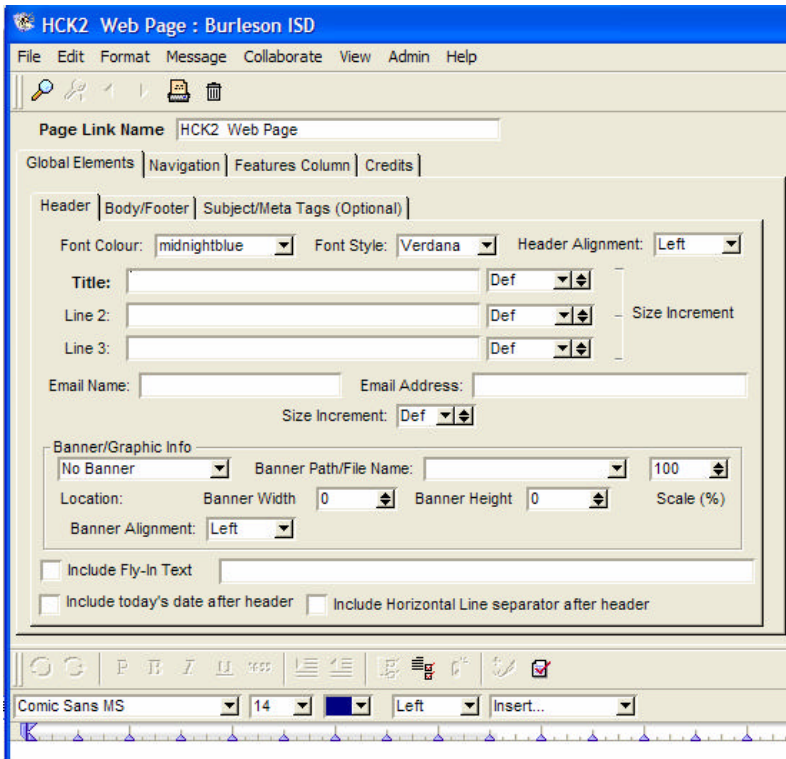 HCK2 Web Page : Burleson ISD
File Edit Format Message Collaborate View Admin Help
Page Link Name HCK2 Web Page
Global Elements Navigation Features Column Credits
Header Body/Footer Subject/Meta Tags (Optional)
Font Colour: midnightblue Font Style: Verdana Header Alignment: Left
Title: Def
Line 2: Def Size Increment
Line 3: Def
Email Name: Email Address:
Size Increment: Def
Banner/Graphic Info
No Banner Banner Path/File Name: 100
Location: Banner Width 0 Banner Height 0 Scale (%)
Banner Alignment: Left
Include Fly-In Text
Include today's date after header Include Horizontal Line separator after header
P B I U
Comic Sans MS 14 Left Insert...